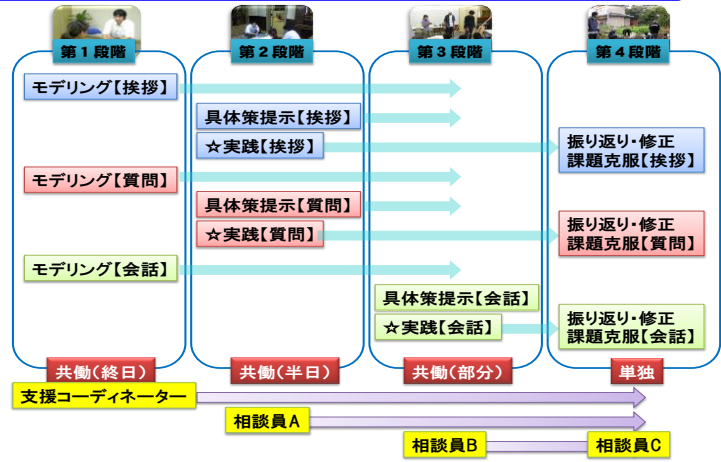 第１段階
第２段階
第３段階
第４段階
モデリング【挨拶】
具体策提示【挨拶】
☆実践【挨拶】
振り返り・修正
課題克服【挨拶】
モデリング【質問】
具体策提示【質問】
☆実践【質問】
振り返り・修正
課題克服【質問】
モデリング【会話】
具体策提示【会話】
☆実践【会話】
振り返り・修正
課題克服【会話】
共働（終日）
共働（半日）
共働（部分）
単独
支援コーディネーター
相談員A
相談員B
相談員C